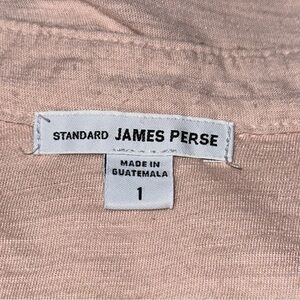 STANDARD JAMES PERSE
MADE IN
GUATEMALA
1